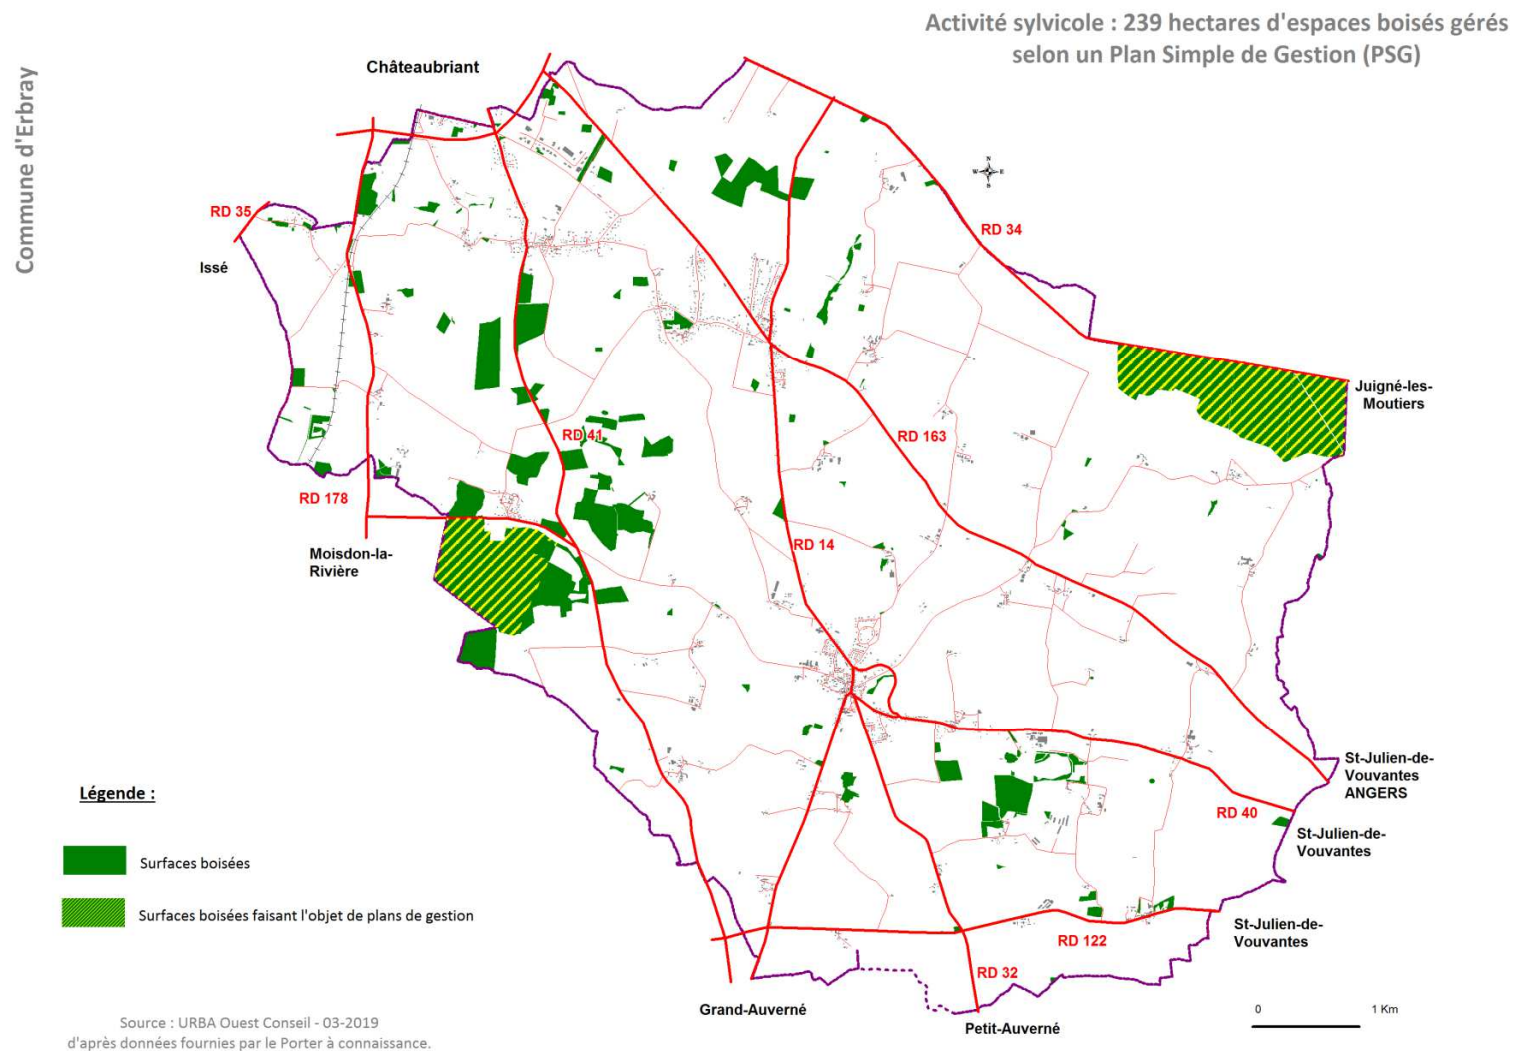 Activité sylvicole : 239 hectares d'espaces boisés gérés
selon un Plan Simple de Gestion (PSG)
Commune d'Erbray
Châteaubriant
N
W E
S
RD 35
RD 34
Issé
Juigné-les-
Moutiers
RD 41
RD 163
RD 178
RD 14
Moisdon-la-
Rivière
St-Julien-de-
Vouvantes
ANGERS
Légende :
RD 40
St-Julien-de-
Vouvantes
Surfaces boisées
Surfaces boisées faisant l'objet de plans de gestion
St-Julien-de-
Vouvantes
RD 122
RD 32
Grand-Auverné
Petit-Auverné
0 1 Km
Source : URBA Ouest Conseil - 03-2019
d'après données fournies par le Porter à connaissance.